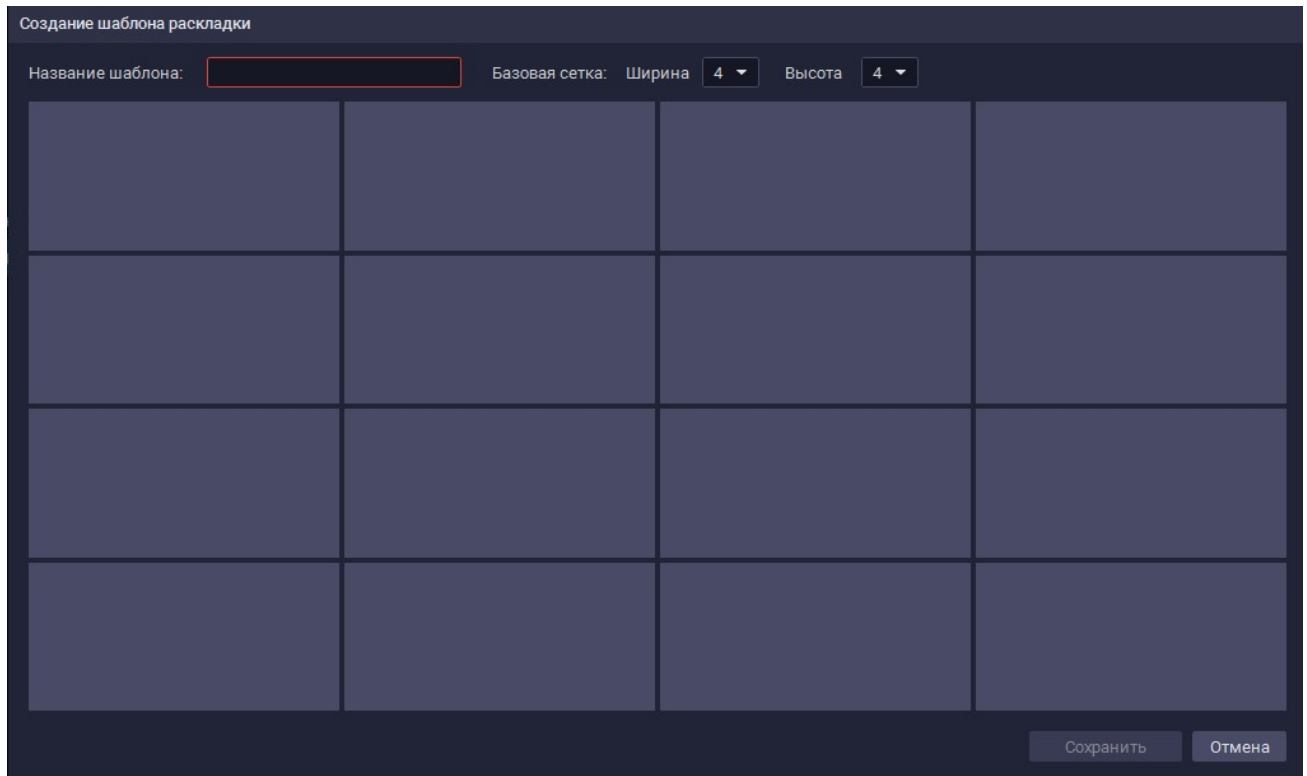 Создание шаблона раскладки
Название шаблона: Базовая сетка: Ширина 4 Высота 4
Сохранить Отмена